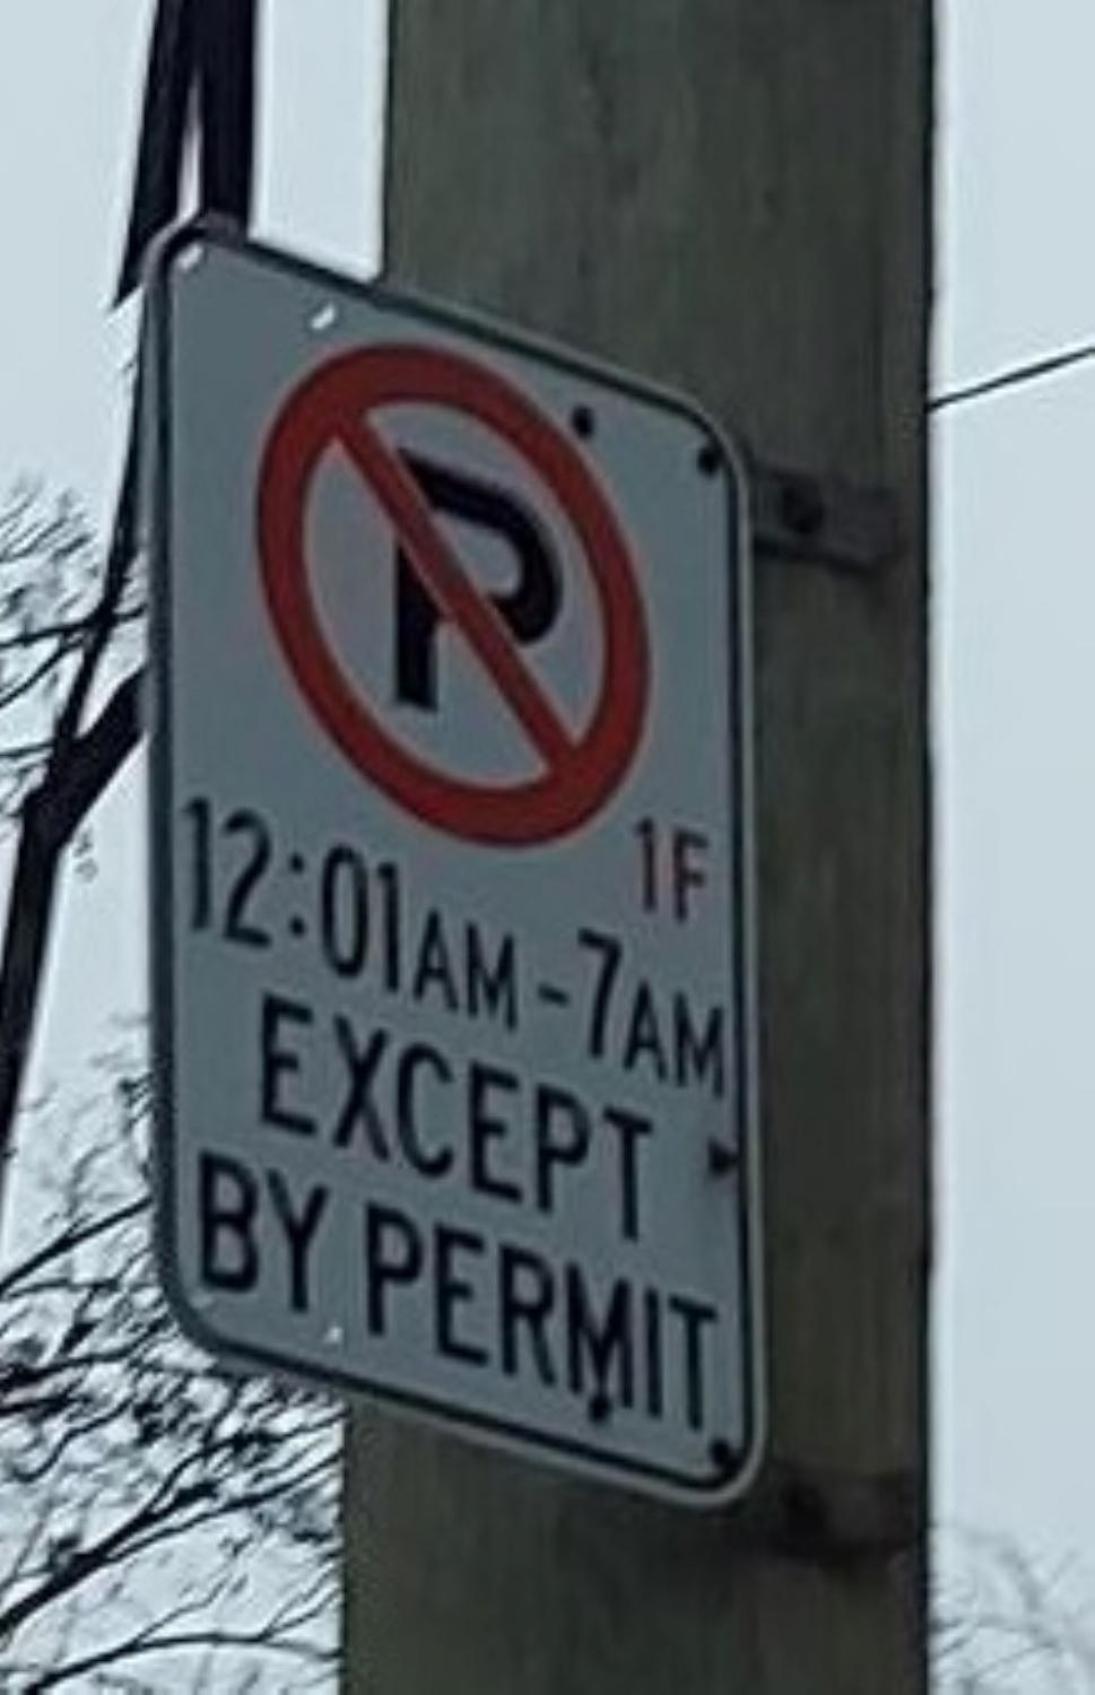 P
1F
12:01AM-7AM
EXCEPT
BY PERMIT